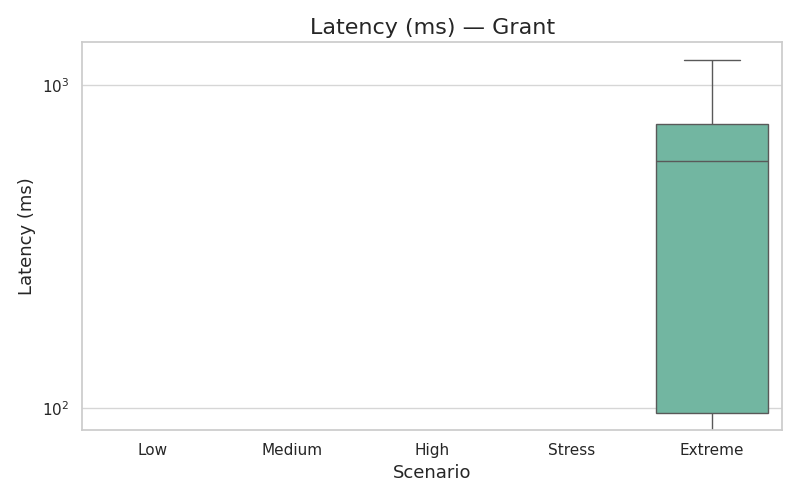 Latency (ms) — Grant
Latency (ms)
10³
10²
Low Medium High Stress Extreme
Scenario